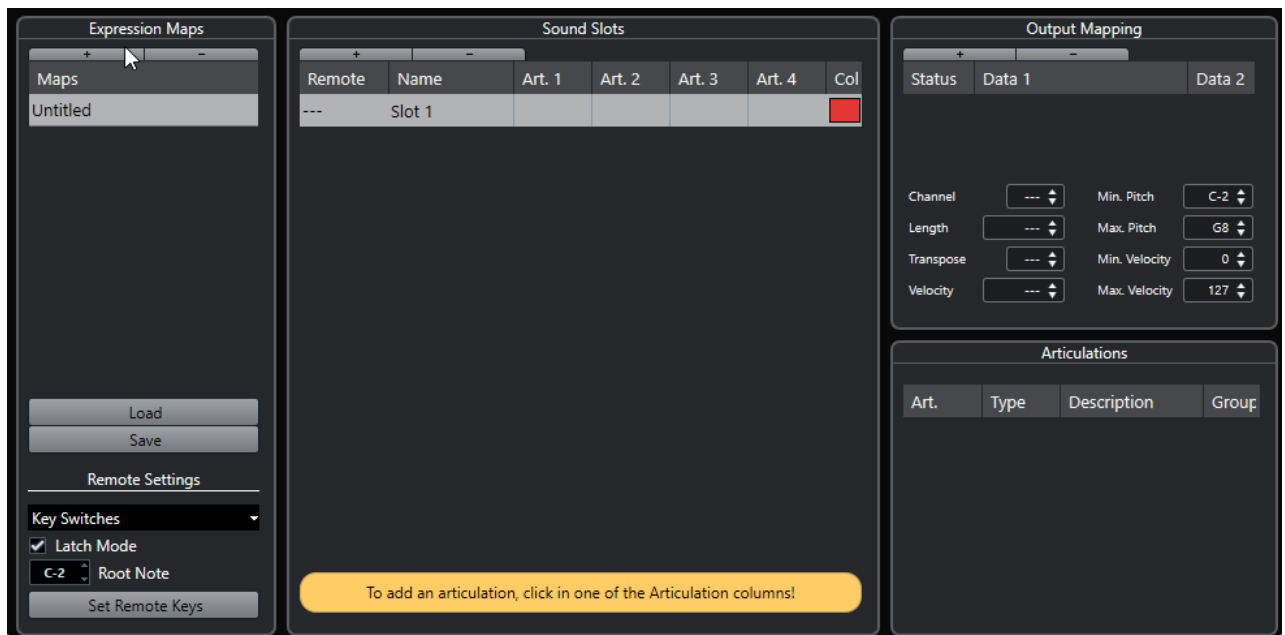 Expression Maps
+ −
Maps
Untitled
Load
Save
Remote Settings
Key Switches
Latch Mode
C-2 Root Note
Set Remote Keys
Sound Slots
+ −
Remote Name Art. 1 Art. 2 Art. 3 Art. 4 Col
--- Slot 1
To add an articulation, click in one of the Articulation columns!
Output Mapping
+ −
Status Data 1 Data 2
Channel --- Min. Pitch C-2
Length --- Max. Pitch G8
Transpose --- Min. Velocity 0
Velocity --- Max. Velocity 127
Articulations
Art. Type Description Group